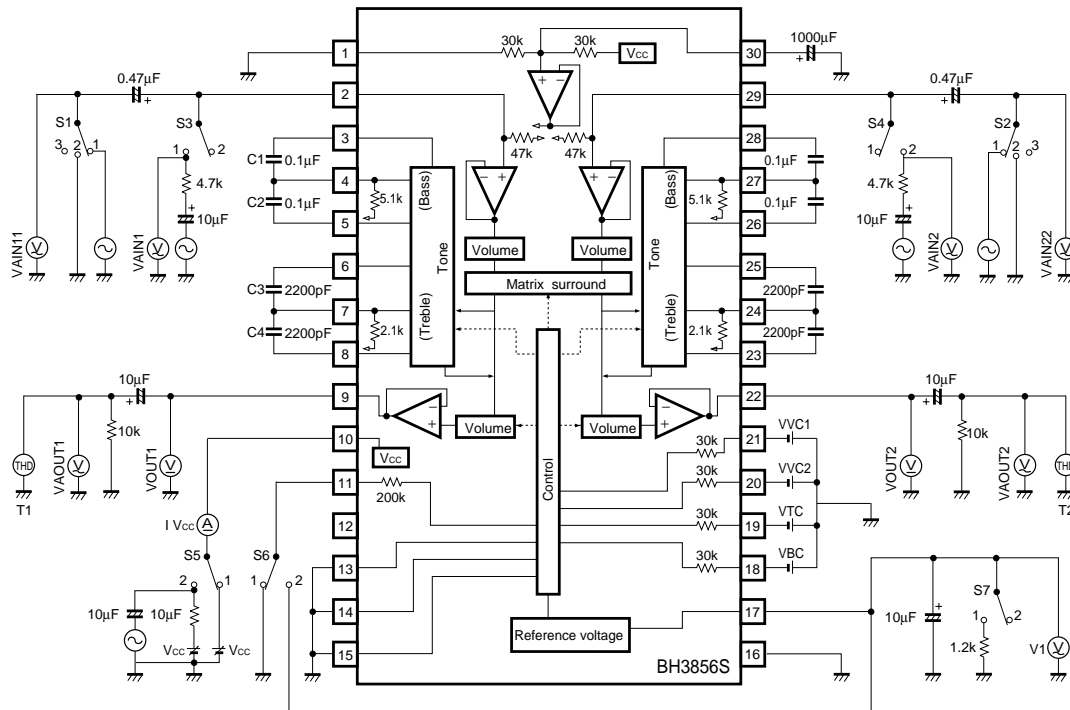 30k
30k
VCC
1
30
1000μF
+
0.47μF
+
2
29
0.47μF
+
S1
3 2 1
S3
1 2
S4
1 2
S2
1 2 3
+ −
47k
47k
3
28
C1
0.1μF
0.1μF
4
27
5.1k
(Bass)
− +
+ −
(Bass)
5.1k
C2
0.1μF
0.1μF
5
26
4.7k
10μF
+
4.7k
10μF
+
VAIN11
V
VAIN1
V
VAIN2
V
VAIN22
V
Volume
Volume
Tone
Tone
6
25
Matrix surround
C3
2200pF
2200pF
7
24
2.1k
(Treble)
(Treble)
2.1k
C4
2200pF
2200pF
8
23
10μF
+
9
22
10μF
+
− +
− +
Volume
Volume
10k
10k
THD
T1
VAOUT1
V
VOUT1
V
VOUT2
V
VAOUT2
V
THD
T2
10
VCC
30k
21
VVC1
11
200k
30k
20
VVC2
I VCC
A
12
Control
30k
19
VTC
S5
2 1
S6
1 2
13
30k
18
VBC
10μF
10μF
VCC
VCC
14
17
10μF
+
S7
1 2
1.2k
V1
V
Reference voltage
15
16
BH3856S